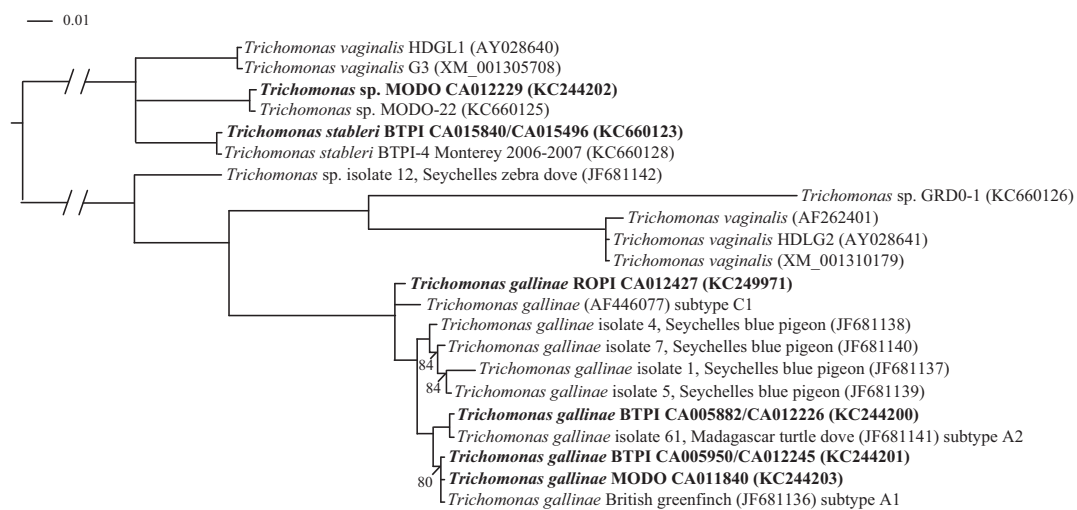 0.01
Trichomonas vaginalis HDGL1 (AY028640)
Trichomonas vaginalis G3 (XM_001305708)
Trichomonas sp. MODO CA012229 (KC244202)
Trichomonas sp. MODO-22 (KC660125)
Trichomonas stableri BTPI CA015840/CA015496 (KC660123)
Trichomonas stableri BTPI-4 Monterey 2006-2007 (KC660128)
Trichomonas sp. isolate 12, Seychelles zebra dove (JF681142)
Trichomonas sp. GRD0-1 (KC660126)
Trichomonas vaginalis (AF262401)
Trichomonas vaginalis HDLG2 (AY028641)
Trichomonas vaginalis (XM_001310179)
Trichomonas gallinae ROPI CA012427 (KC249971)
Trichomonas gallinae (AF446077) subtype C1
Trichomonas gallinae isolate 4, Seychelles blue pigeon (JF681138)
Trichomonas gallinae isolate 7, Seychelles blue pigeon (JF681140)
84
Trichomonas gallinae isolate 1, Seychelles blue pigeon (JF681137)
84
Trichomonas gallinae isolate 5, Seychelles blue pigeon (JF681139)
Trichomonas gallinae BTPI CA005882/CA012226 (KC244200)
Trichomonas gallinae isolate 61, Madagascar turtle dove (JF681141) subtype A2
Trichomonas gallinae BTPI CA005950/CA012245 (KC244201)
80
Trichomonas gallinae MODO CA011840 (KC244203)
Trichomonas gallinae British greenfinch (JF681136) subtype A1